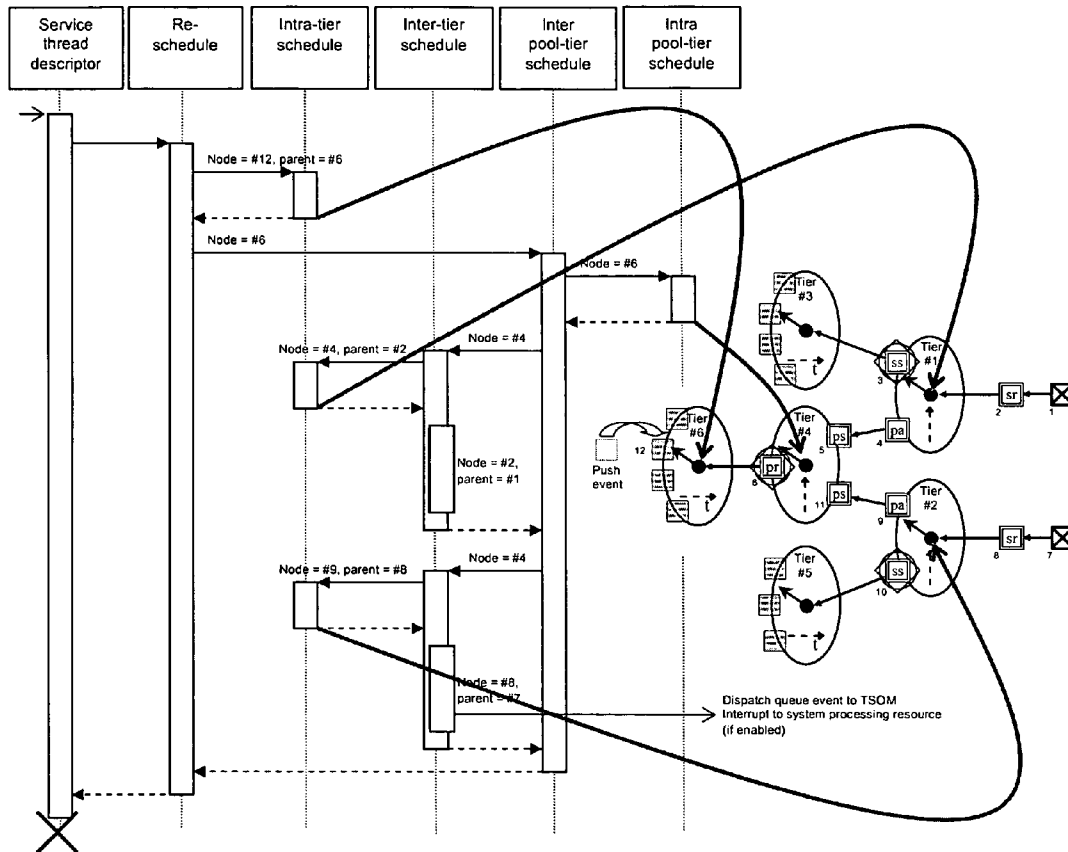 Service
thread
descriptor
Re-
schedule
Intra-tier
schedule
Inter-tier
schedule
Inter
pool-tier
schedule
Intra
pool-tier
schedule
Node = #12, parent = #6
Node = #6
Node = #6
Tier
#3
t
Node = #4, parent = #2
Node = #4
ss
3
Tier
#1
sr
2
1
Tier
#6
12
Push
event
t
pr
6
Tier
#4
ps
5
pa
4
Node = #2,
parent = #1
ps
11
pa
9
Tier
#2
sr
8
7
Node = #9, parent = #8
Node = #4
Tier
#5
t
ss
10
Node = #8,
parent = #7
Dispatch queue event to TSOM
Interrupt to system processing resource
(if enabled)